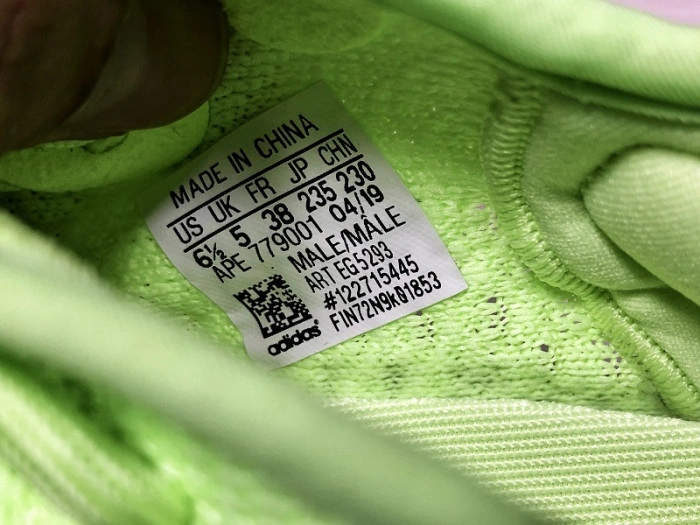 MADE IN CHINA
US UK FR JP CHN
6½ 5 38 235 230
APE 779001 04/19
MALE/MÂLE
ART EG5293
#122715445
FIN72N9KQ1853
adidas